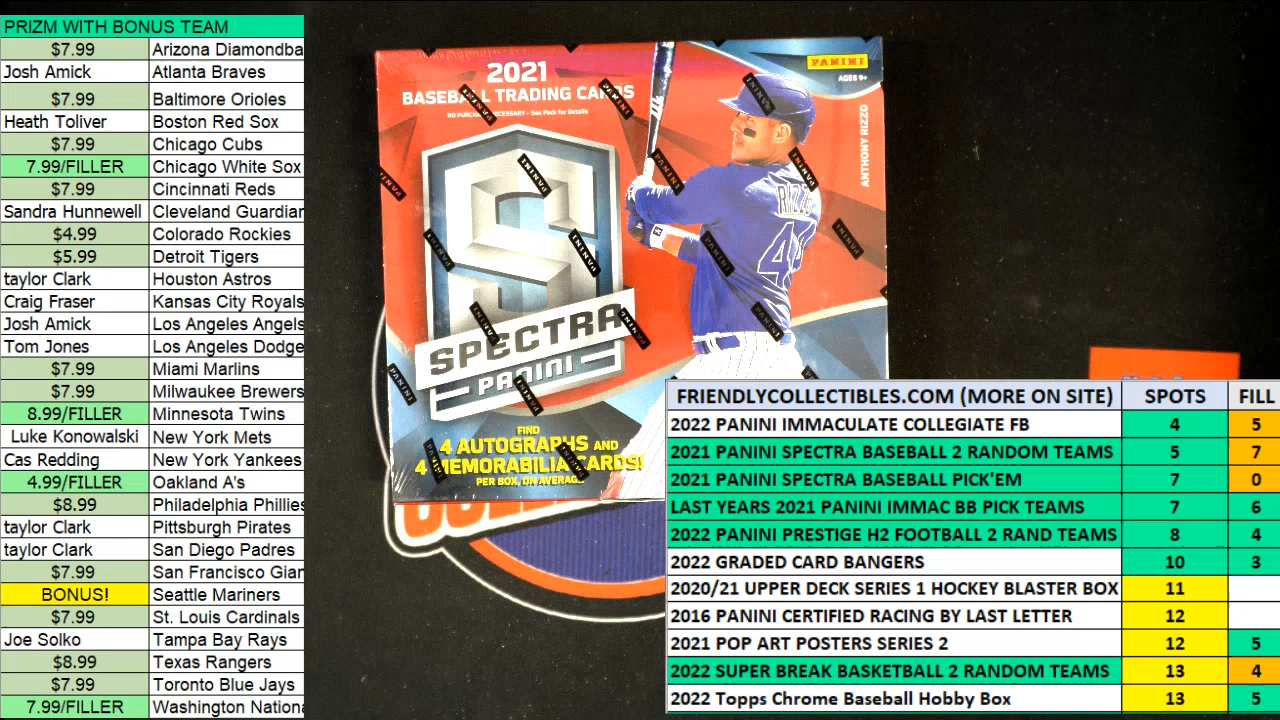 PRIZM WITH BONUS TEAM
$7.99 Arizona Diamondba
Josh Amick Atlanta Braves
$7.99 Baltimore Orioles
Heath Toliver Boston Red Sox
$7.99 Chicago Cubs
7.99/FILLER Chicago White Sox
$7.99 Cincinnati Reds
Sandra Hunnewell Cleveland Guardian
$4.99 Colorado Rockies
$5.99 Detroit Tigers
taylor Clark Houston Astros
Craig Fraser Kansas City Royals
Josh Amick Los Angeles Angels
Tom Jones Los Angeles Dodge
$7.99 Miami Marlins
$7.99 Milwaukee Brewers
8.99/FILLER Minnesota Twins
Luke Konowalski New York Mets
Cas Redding New York Yankees
4.99/FILLER Oakland A's
$8.99 Philadelphia Phillies
taylor Clark Pittsburgh Pirates
taylor Clark San Diego Padres
$7.99 San Francisco Gian
BONUS! Seattle Mariners
$7.99 St. Louis Cardinals
Joe Solko Tampa Bay Rays
$8.99 Texas Rangers
$7.99 Toronto Blue Jays
7.99/FILLER Washington Nationa
2021
BASEBALL TRADING CARDS
NO PURCHASE NECESSARY - See Pack for Details
PANINI
AGES 9+
ANTHONY RIZZO
RIZZO
44
S
SPECTRA
PANINI
FIND
4 AUTOGRAPHS AND
4 MEMORABILIA CARDS!
PER BOX, ON AVERAGE
FRIENDLYCOLLECTIBLES.COM (MORE ON SITE) SPOTS FILL
2022 PANINI IMMACULATE COLLEGIATE FB 4 5
2021 PANINI SPECTRA BASEBALL 2 RANDOM TEAMS 5 7
2021 PANINI SPECTRA BASEBALL PICK'EM 7 0
LAST YEARS 2021 PANINI IMMAC BB PICK TEAMS 7 6
2022 PANINI PRESTIGE H2 FOOTBALL 2 RAND TEAMS 8 4
2022 GRADED CARD BANGERS 10 3
2020/21 UPPER DECK SERIES 1 HOCKEY BLASTER BOX 11
2016 PANINI CERTIFIED RACING BY LAST LETTER 12
2021 POP ART POSTERS SERIES 2 12 5
2022 SUPER BREAK BASKETBALL 2 RANDOM TEAMS 13 4
2022 Topps Chrome Baseball Hobby Box 13 5